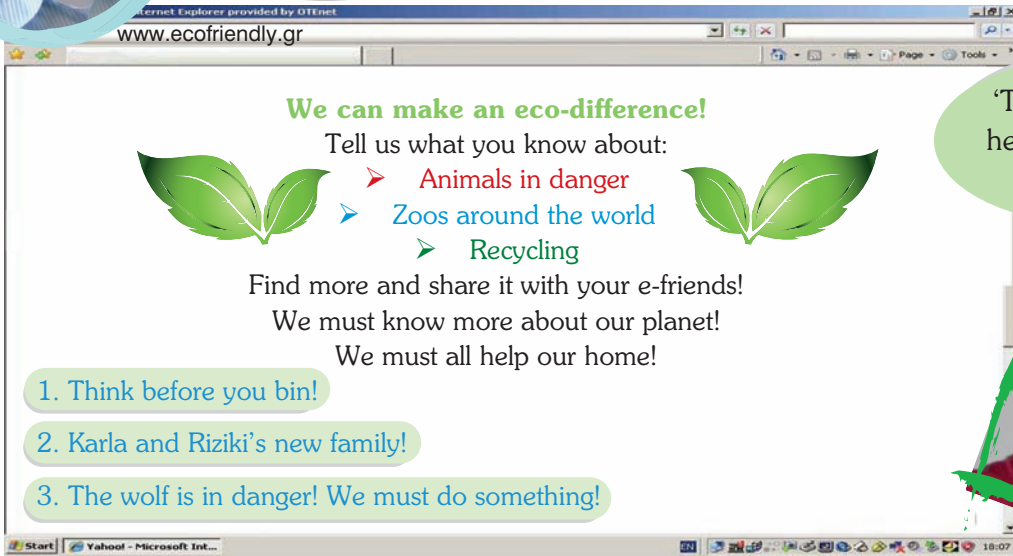 ternet Explorer provided by OTEnet
www.ecofriendly.gr
Page
Tools
We can make an eco-difference!
Tell us what you know about:
Animals in danger
Zoos around the world
Recycling
Find more and share it with your e-friends!
We must know more about our planet!
We must all help our home!
1. Think before you bin!
2. Karla and Riziki's new family!
3. The wolf is in danger! We must do something!
‘T
he
Start
Yahoo! - Microsoft Int...
EN
18:07